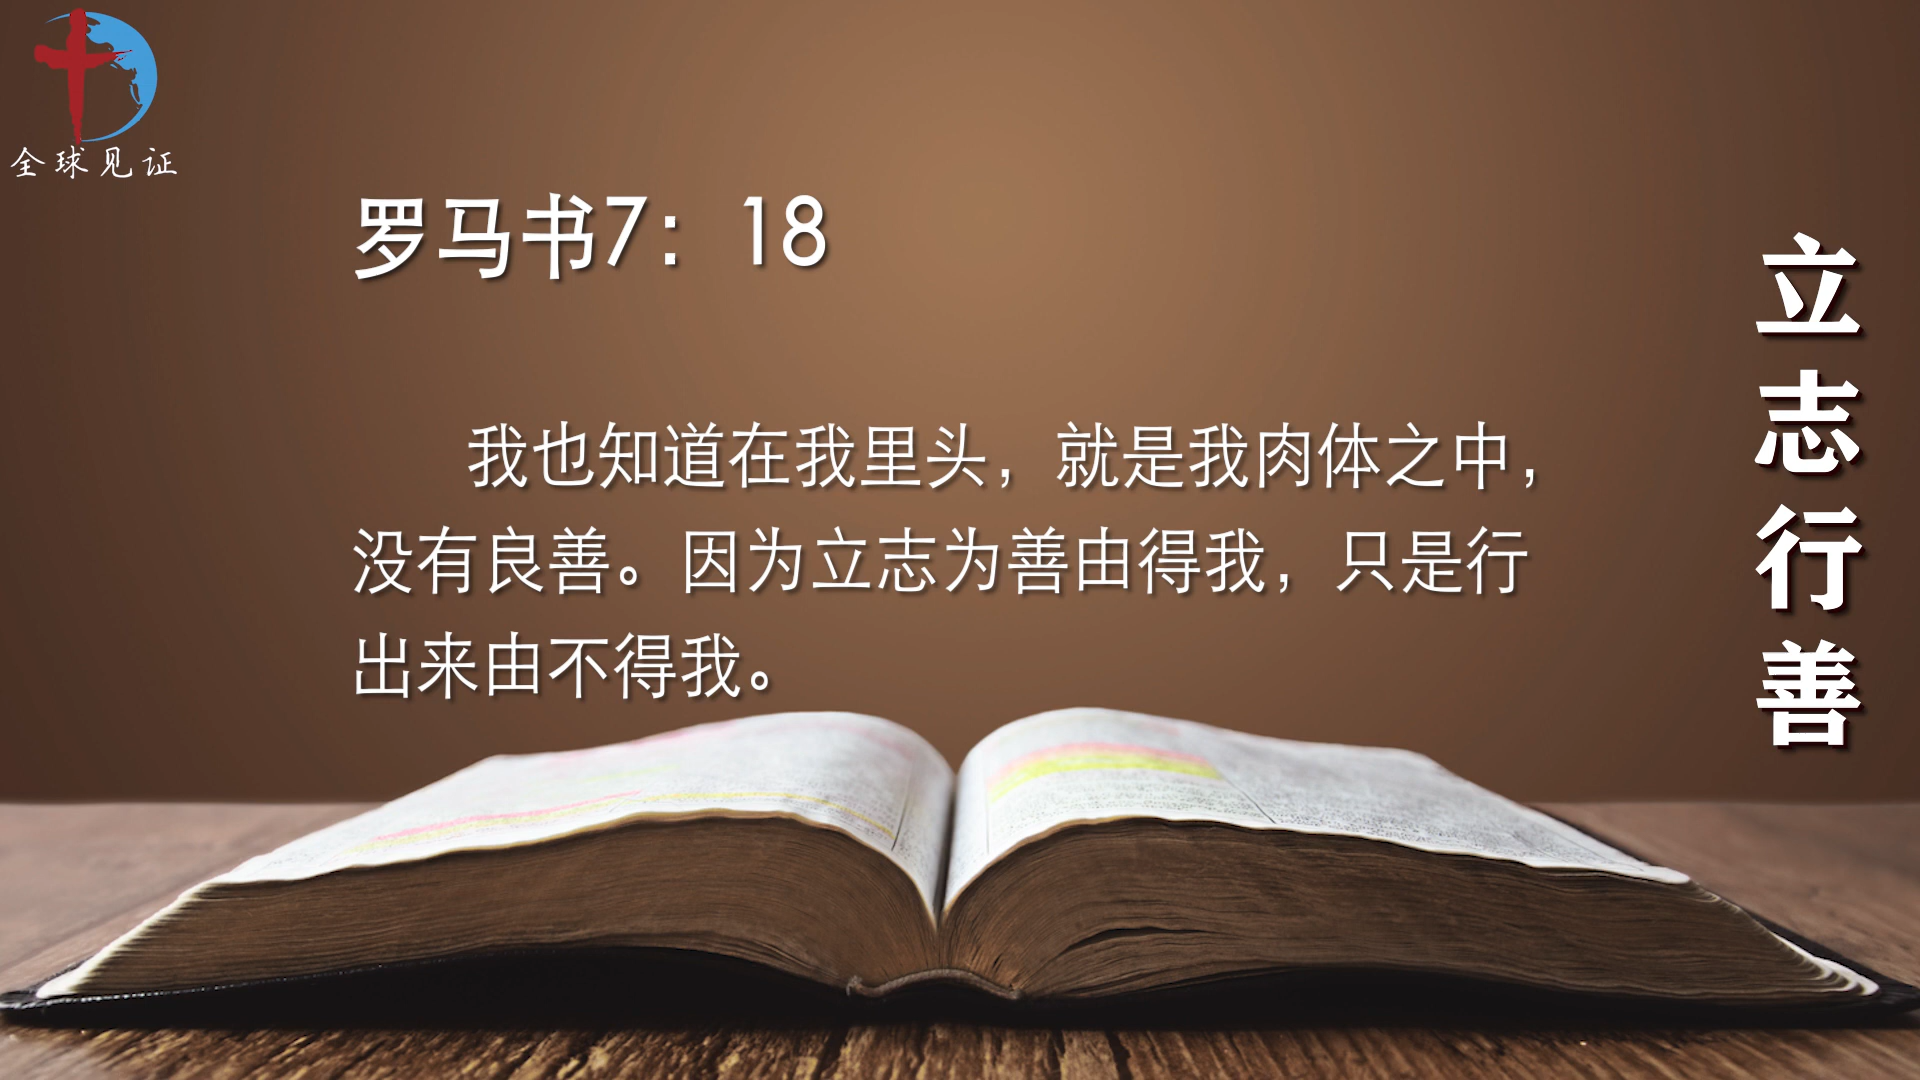 全球见证
罗马书7：18
我也知道在我里头，就是我肉体之中，
没有良善。因为立志为善由得我，只是行
出来由不得我。
立志行善